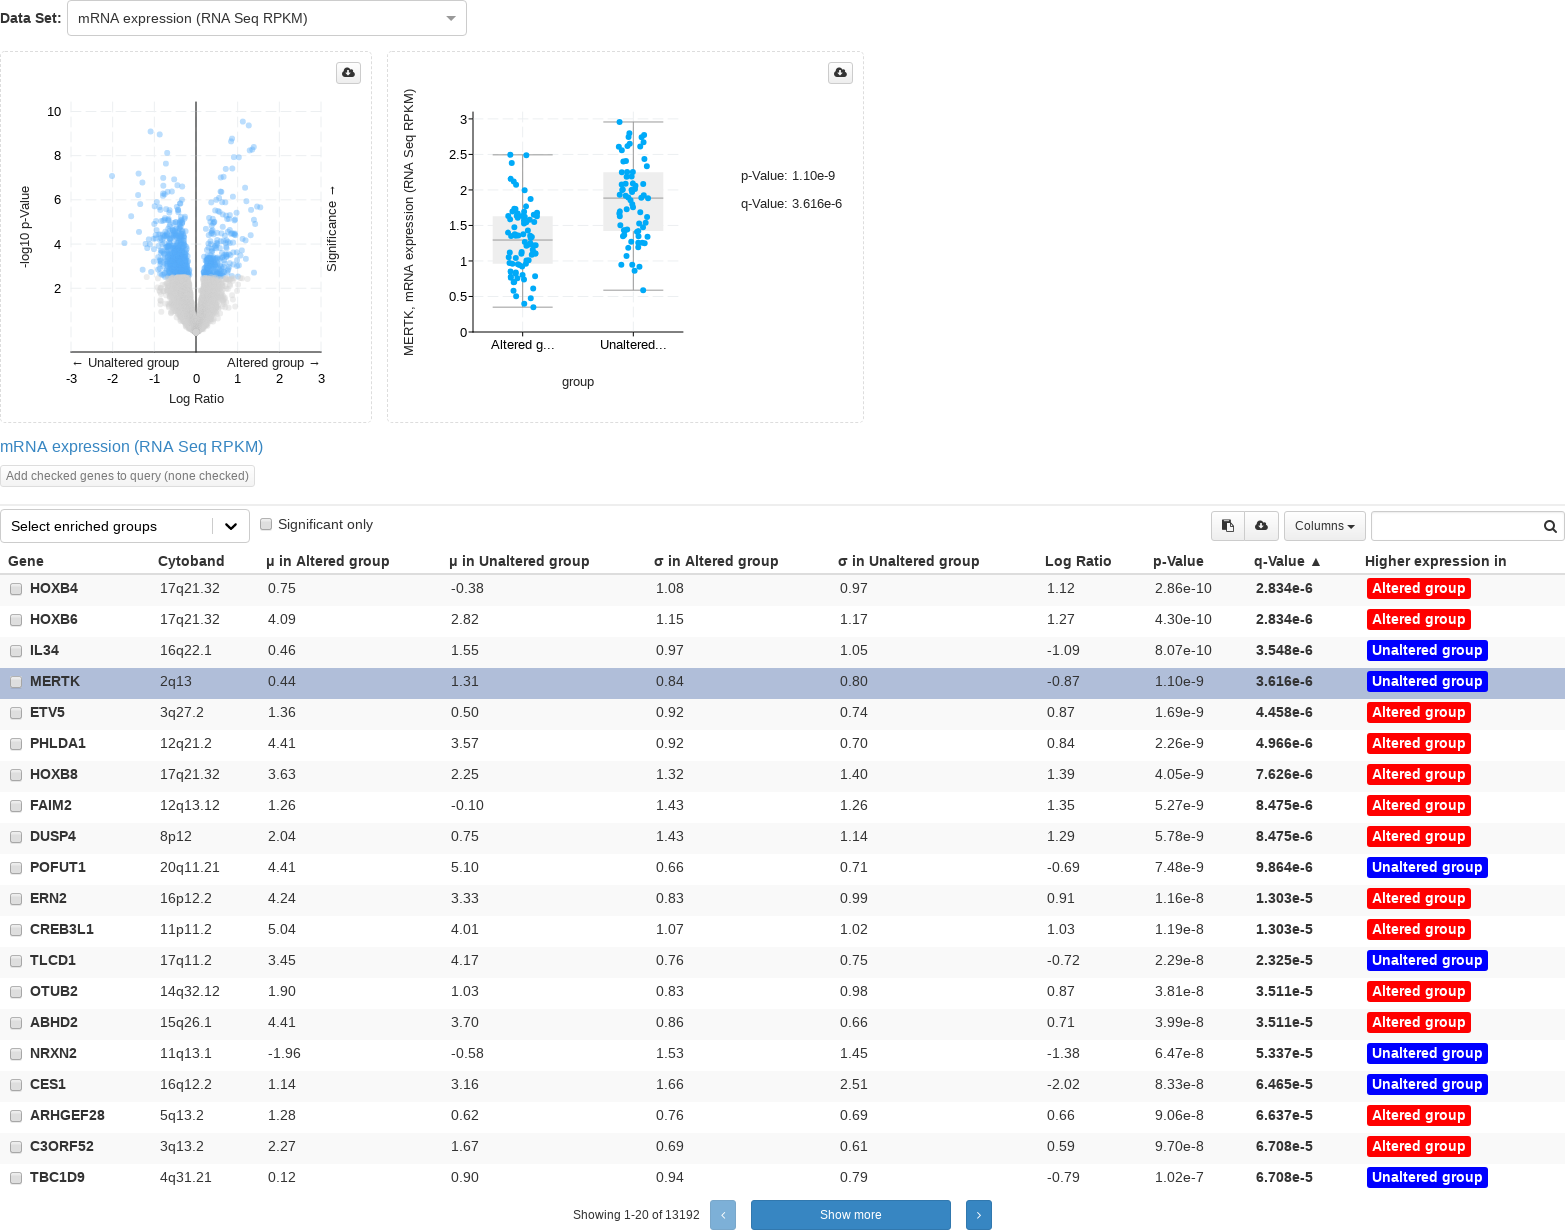 Data Set: mRNA expression (RNA Seq RPKM)
10
8
6
4
2
-log10 p-Value
Significance →
← Unaltered group Altered group →
-3 -2 -1 0 1 2 3
Log Ratio
MERTK, mRNA expression (RNA Seq RPKM)
3
2.5
2
1.5
1
0.5
0
Altered g... Unaltered...
group
p-Value: 1.10e-9
q-Value: 3.616e-6
mRNA expression (RNA Seq RPKM)
Add checked genes to query (none checked)
Select enriched groups Significant only Columns
Gene Cytoband μ in Altered group μ in Unaltered group σ in Altered group σ in Unaltered group Log Ratio p-Value q-Value ▲ Higher expression in
HOXB4 17q21.32 0.75 -0.38 1.08 0.97 1.12 2.86e-10 2.834e-6 Altered group
HOXB6 17q21.32 4.09 2.82 1.15 1.17 1.27 4.30e-10 2.834e-6 Altered group
IL34 16q22.1 0.46 1.55 0.97 1.05 -1.09 8.07e-10 3.548e-6 Unaltered group
MERTK 2q13 0.44 1.31 0.84 0.80 -0.87 1.10e-9 3.616e-6 Unaltered group
ETV5 3q27.2 1.36 0.50 0.92 0.74 0.87 1.69e-9 4.458e-6 Altered group
PHLDA1 12q21.2 4.41 3.57 0.92 0.70 0.84 2.26e-9 4.966e-6 Altered group
HOXB8 17q21.32 3.63 2.25 1.32 1.40 1.39 4.05e-9 7.626e-6 Altered group
FAIM2 12q13.12 1.26 -0.10 1.43 1.26 1.35 5.27e-9 8.475e-6 Altered group
DUSP4 8p12 2.04 0.75 1.43 1.14 1.29 5.78e-9 8.475e-6 Altered group
POFUT1 20q11.21 4.41 5.10 0.66 0.71 -0.69 7.48e-9 9.864e-6 Unaltered group
ERN2 16p12.2 4.24 3.33 0.83 0.99 0.91 1.16e-8 1.303e-5 Altered group
CREB3L1 11p11.2 5.04 4.01 1.07 1.02 1.03 1.19e-8 1.303e-5 Altered group
TLCD1 17q11.2 3.45 4.17 0.76 0.75 -0.72 2.29e-8 2.325e-5 Unaltered group
OTUB2 14q32.12 1.90 1.03 0.83 0.98 0.87 3.81e-8 3.511e-5 Altered group
ABHD2 15q26.1 4.41 3.70 0.86 0.66 0.71 3.99e-8 3.511e-5 Altered group
NRXN2 11q13.1 -1.96 -0.58 1.53 1.45 -1.38 6.47e-8 5.337e-5 Unaltered group
CES1 16q12.2 1.14 3.16 1.66 2.51 -2.02 8.33e-8 6.465e-5 Unaltered group
ARHGEF28 5q13.2 1.28 0.62 0.76 0.69 0.66 9.06e-8 6.637e-5 Altered group
C3ORF52 3q13.2 2.27 1.67 0.69 0.61 0.59 9.70e-8 6.708e-5 Altered group
TBC1D9 4q31.21 0.12 0.90 0.94 0.79 -0.79 1.02e-7 6.708e-5 Unaltered group
Showing 1-20 of 13192 ‹ Show more ›